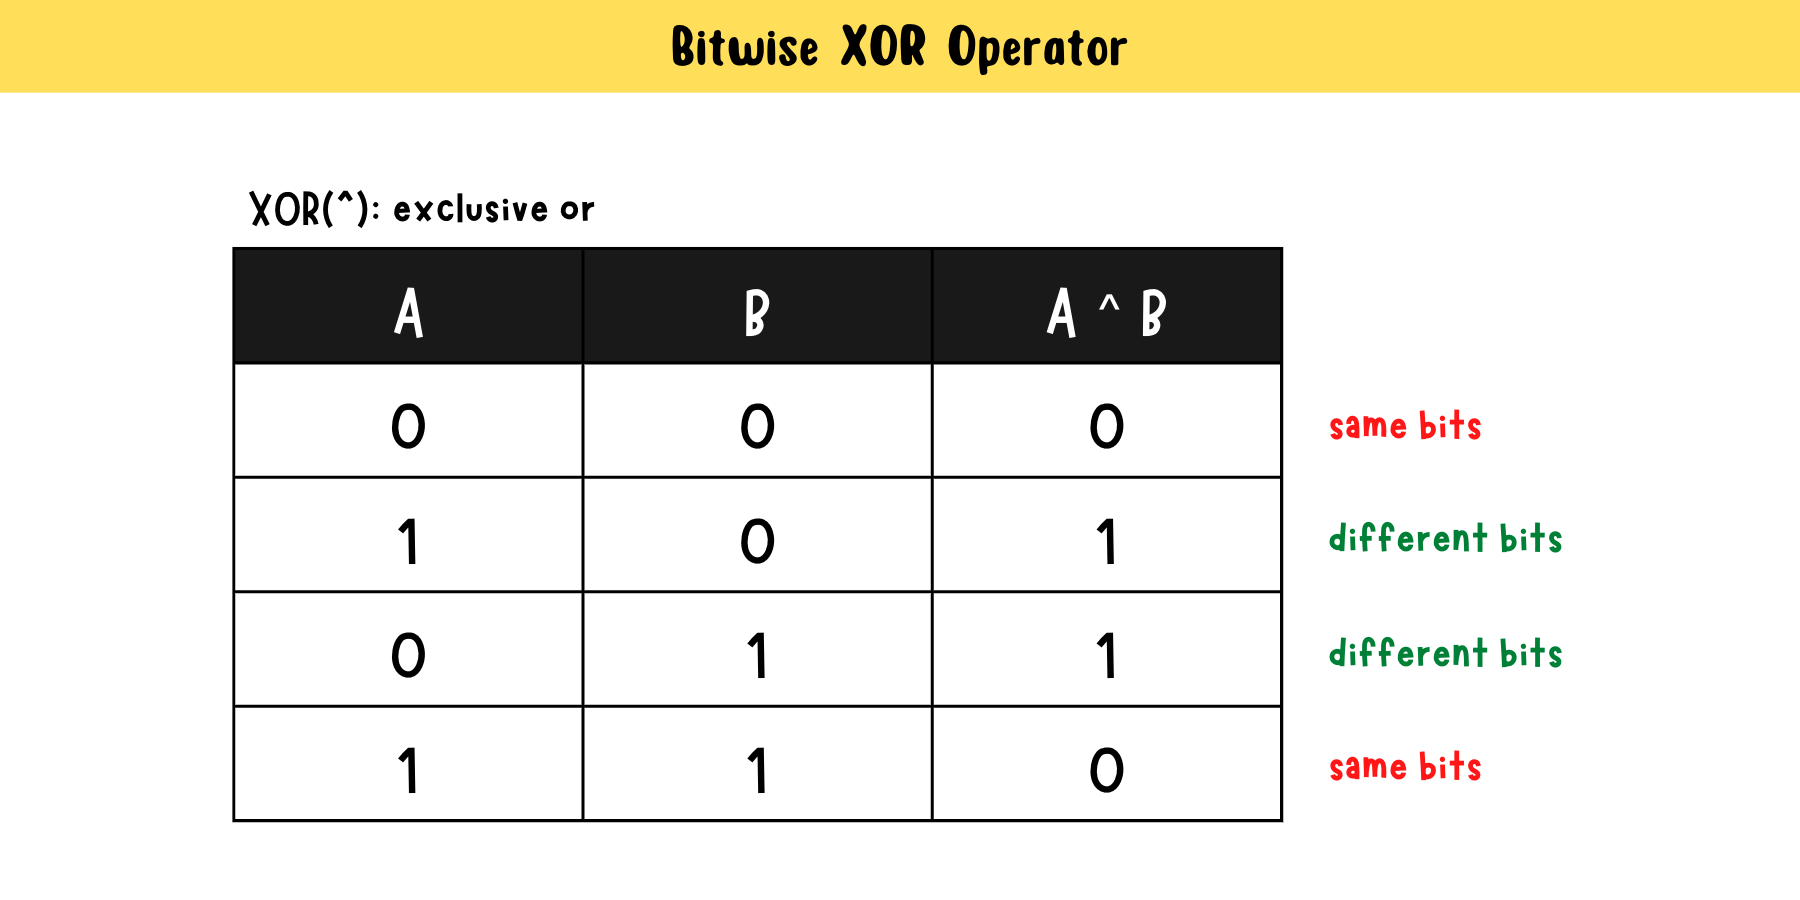 Bitwise XOR Operator
XOR(^): exclusive or
A B A ^ B
0 0 0 same bits
1 0 1 different bits
0 1 1 different bits
1 1 0 same bits